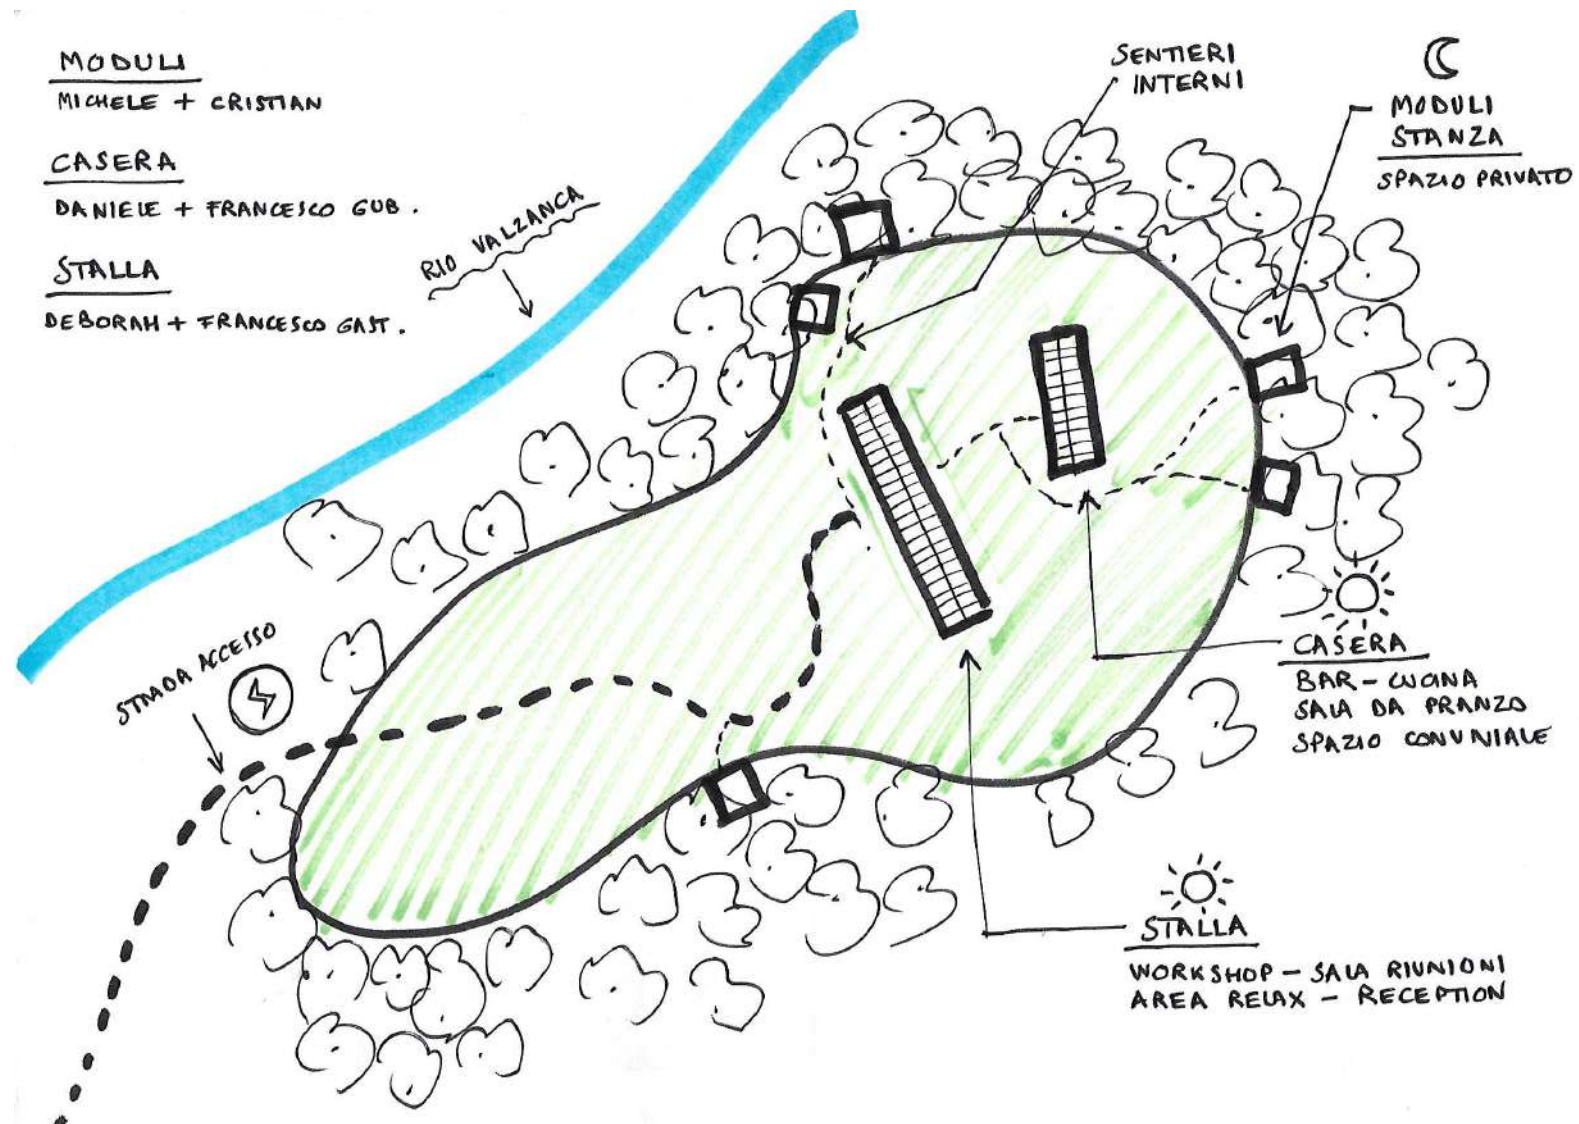 MODULI
MICHELE + CRISTIAN
CASERA
DANIELE + FRANCESCO GUB.
STALLA
DEBORAH + FRANCESCO GAST.
RIO VALZANCA
SENTIERI
INTERNI
MODULI
STANZA
SPAZIO PRIVATO
STRADA ACCESSO
CASERA
BAR - CUCINA
SALA DA PRANZO
SPAZIO CONVIVIALE
STALLA
WORKSHOP - SALA RIUNIONI
AREA RELAX - RECEPTION